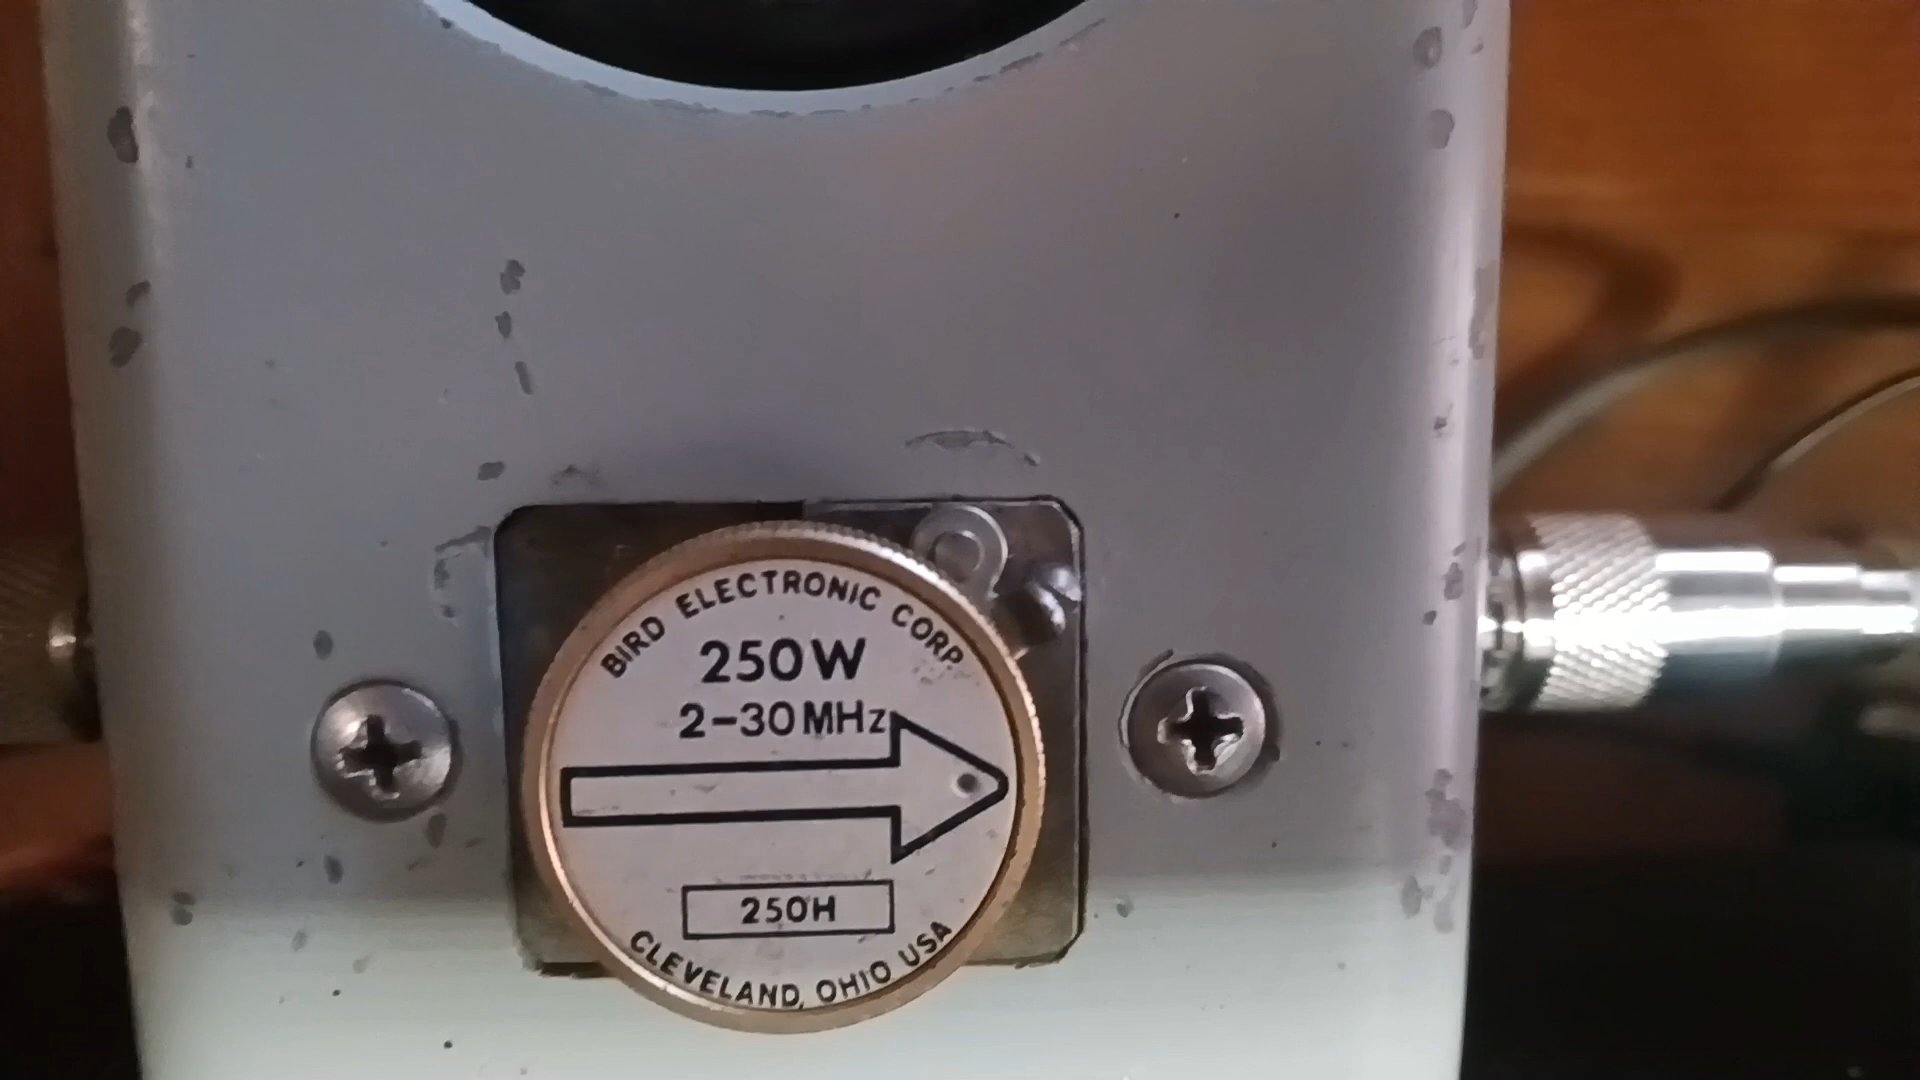 BIRD ELECTRONIC CORP.
250W
2-30MHz
250H
CLEVELAND, OHIO USA